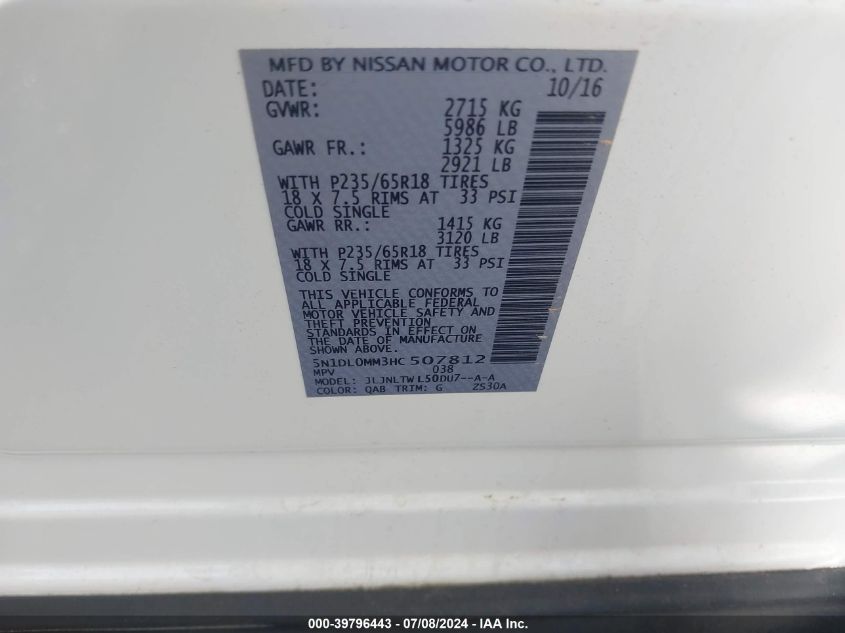 MFD BY NISSAN MOTOR CO., LTD.
DATE: 10/16
GVWR: 2715 KG
5986 LB
GAWR FR.: 1325 KG
2921 LB
WITH P235/65R18 TIRES
18 X 7.5 RIMS AT 33 PSI
COLD SINGLE
GAWR RR.: 1415 KG
3120 LB
WITH P235/65R18 TIRES
18 X 7.5 RIMS AT 33 PSI
COLD SINGLE
THIS VEHICLE CONFORMS TO
ALL APPLICABLE FEDERAL
MOTOR VEHICLE SAFETY AND
THEFT PREVENTION
STANDARDS IN EFFECT ON
THE DATE OF MANUFACTURE
SHOWN ABOVE.
5N1DL0MM3HC507812
MPV 038
MODEL: JLJNLTWL50DU7--A-A
COLOR: QAB TRIM: G ZS30A
000-39796443 - 07/08/2024 - IAA Inc.